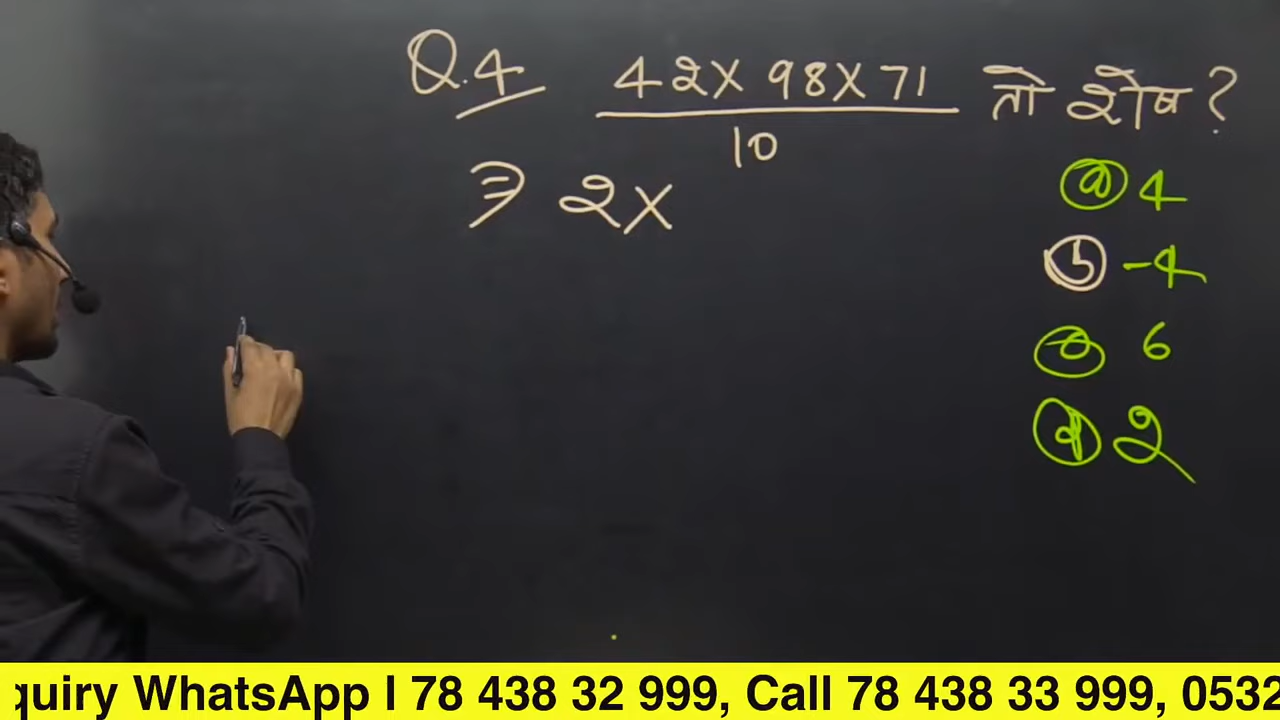 Q.4 42 x 98 x 71 तो शेष ?
10
⇒ 2 x
(a) 4
(b) -4
(c) 6
(d) 2
quiry WhatsApp I 78 438 32 999, Call 78 438 33 999, 0532